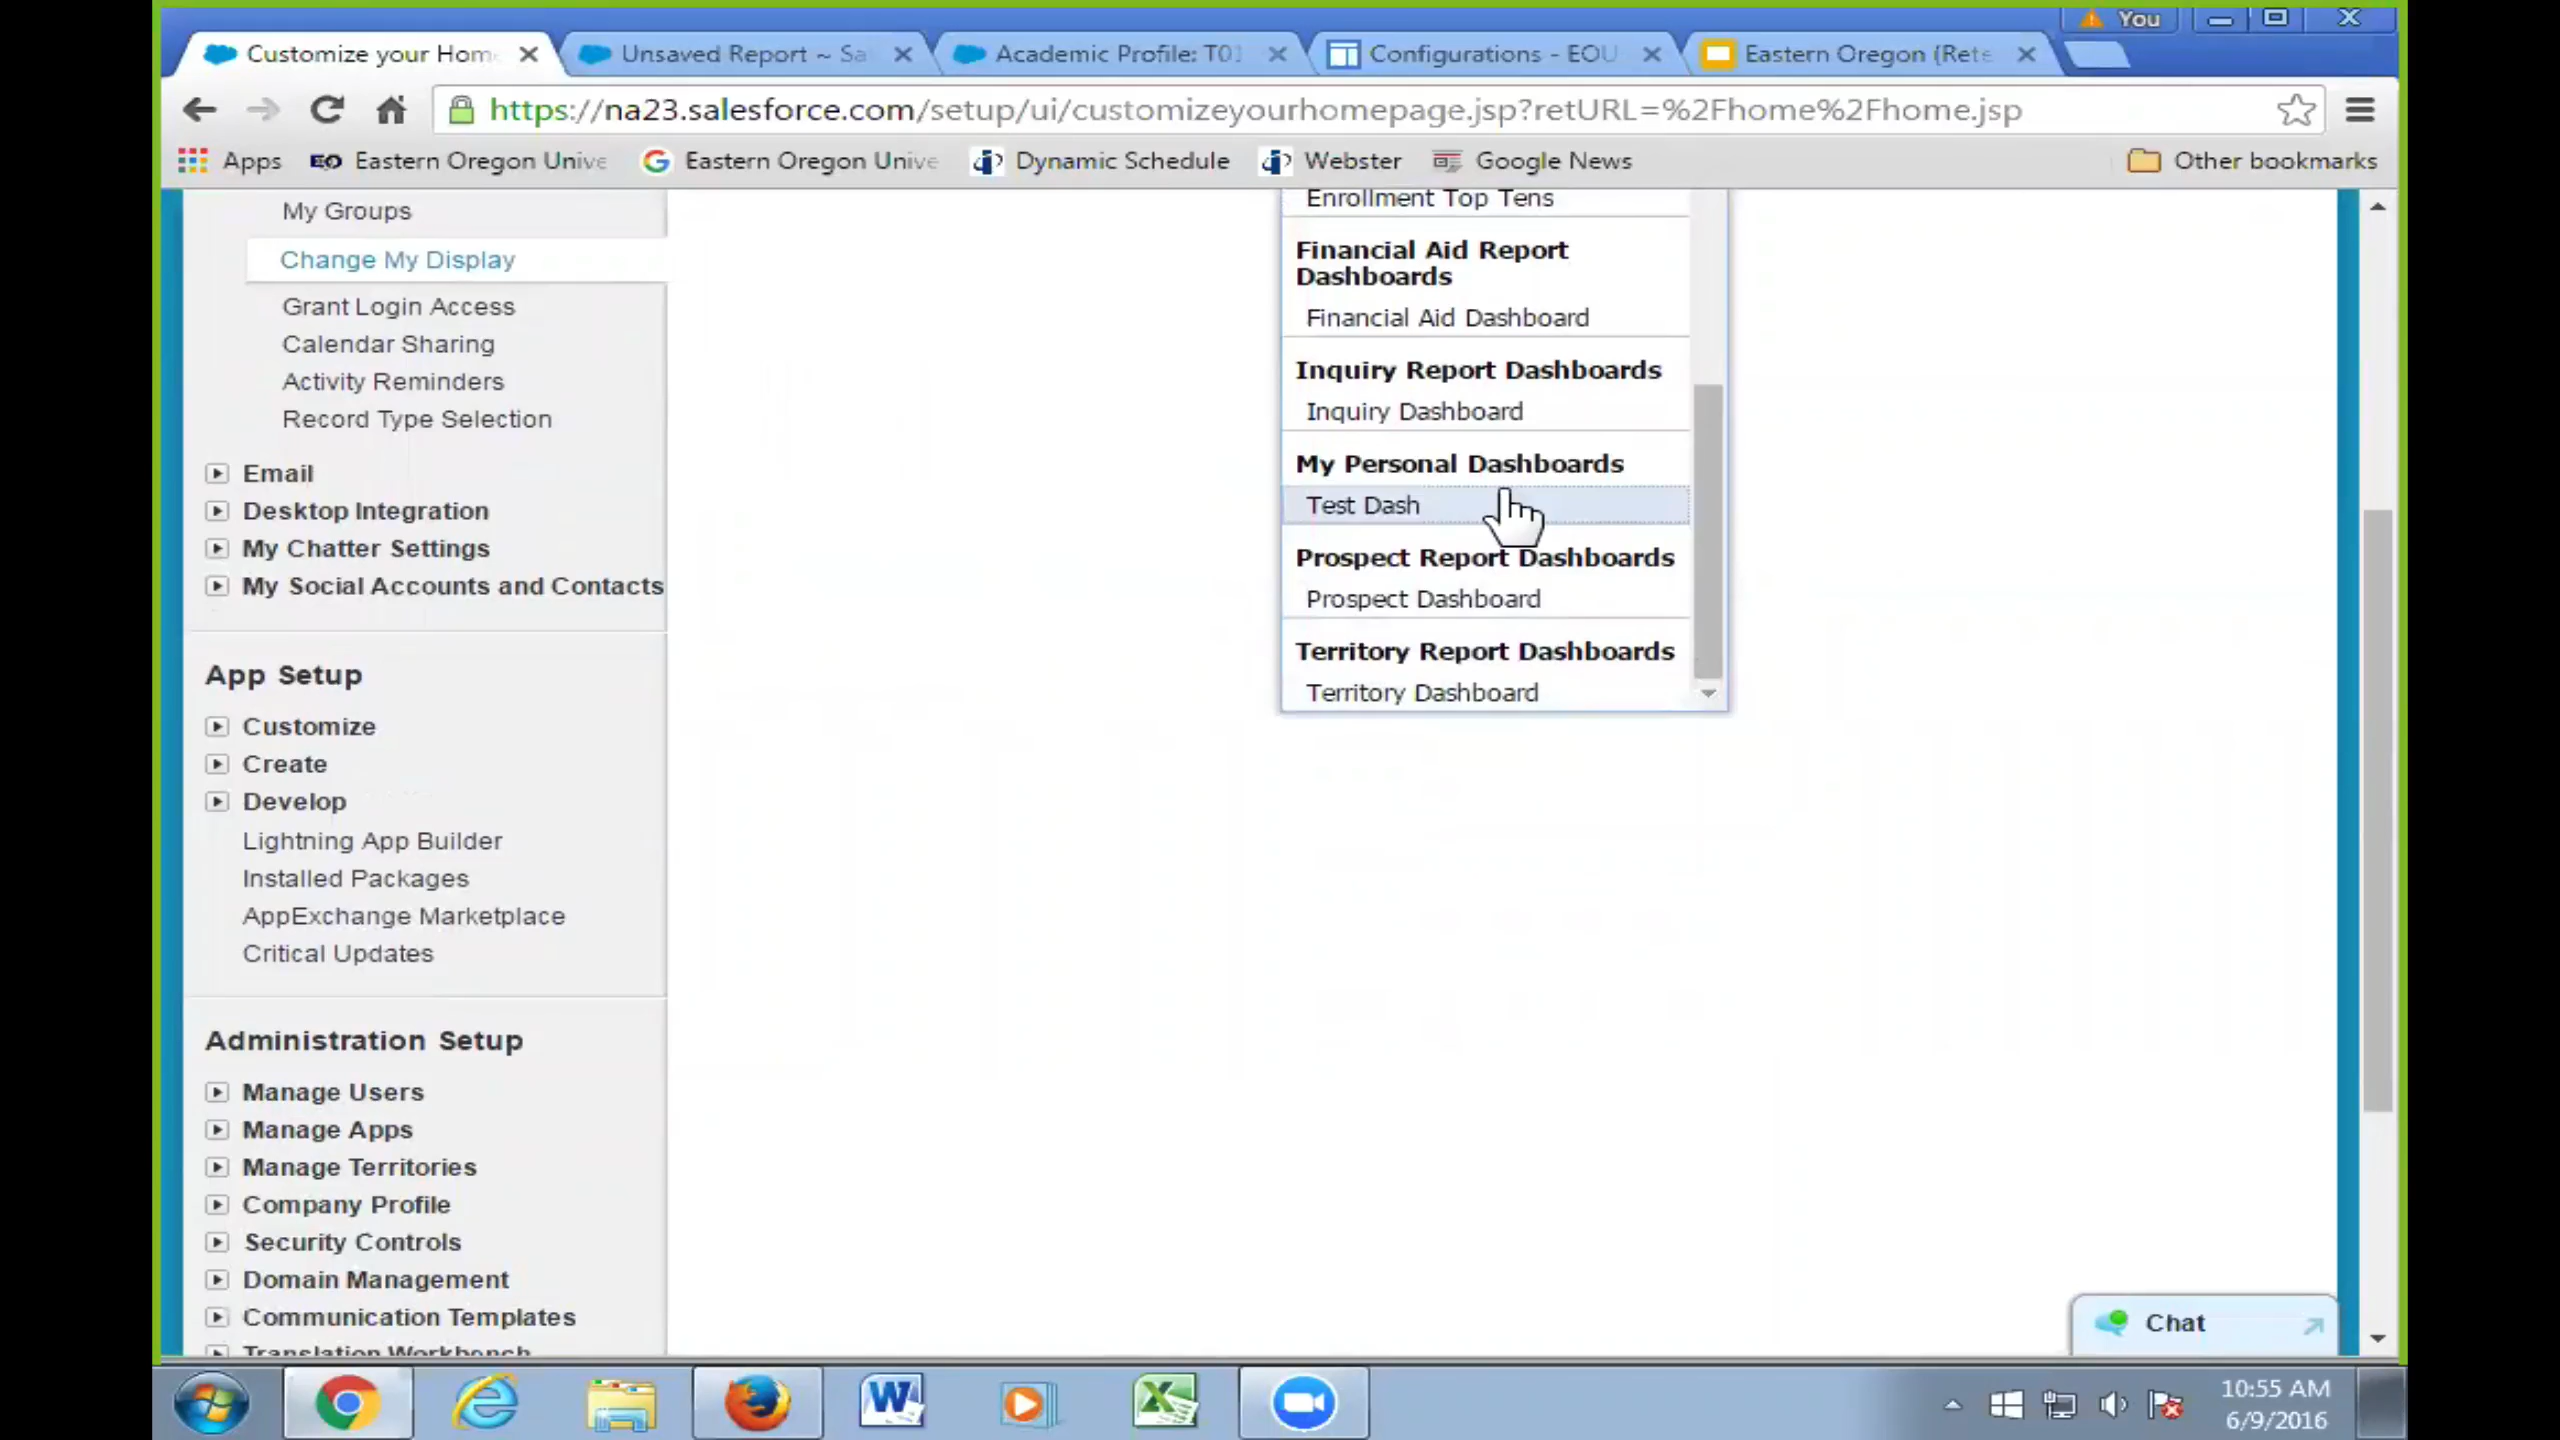 You
Customize your Hom
Unsaved Report ~ Sa
Academic Profile: T01
Configurations - EOU
Eastern Oregon (Rete
https://na23.salesforce.com/setup/ui/customizeyourhomepage.jsp?retURL=%2Fhome%2Fhome.jsp
Apps
Eastern Oregon Unive
Eastern Oregon Unive
Dynamic Schedule
Webster
Google News
Other bookmarks
My Groups
Change My Display
Grant Login Access
Calendar Sharing
Activity Reminders
Record Type Selection
Email
Desktop Integration
My Chatter Settings
My Social Accounts and Contacts
App Setup
Customize
Create
Develop
Lightning App Builder
Installed Packages
AppExchange Marketplace
Critical Updates
Administration Setup
Manage Users
Manage Apps
Manage Territories
Company Profile
Security Controls
Domain Management
Communication Templates
Translation Workbench
Enrollment Top Tens
Financial Aid Report
Dashboards
Financial Aid Dashboard
Inquiry Report Dashboards
Inquiry Dashboard
My Personal Dashboards
Test Dash
Prospect Report Dashboards
Prospect Dashboard
Territory Report Dashboards
Territory Dashboard
Chat
10:55 AM
6/9/2016